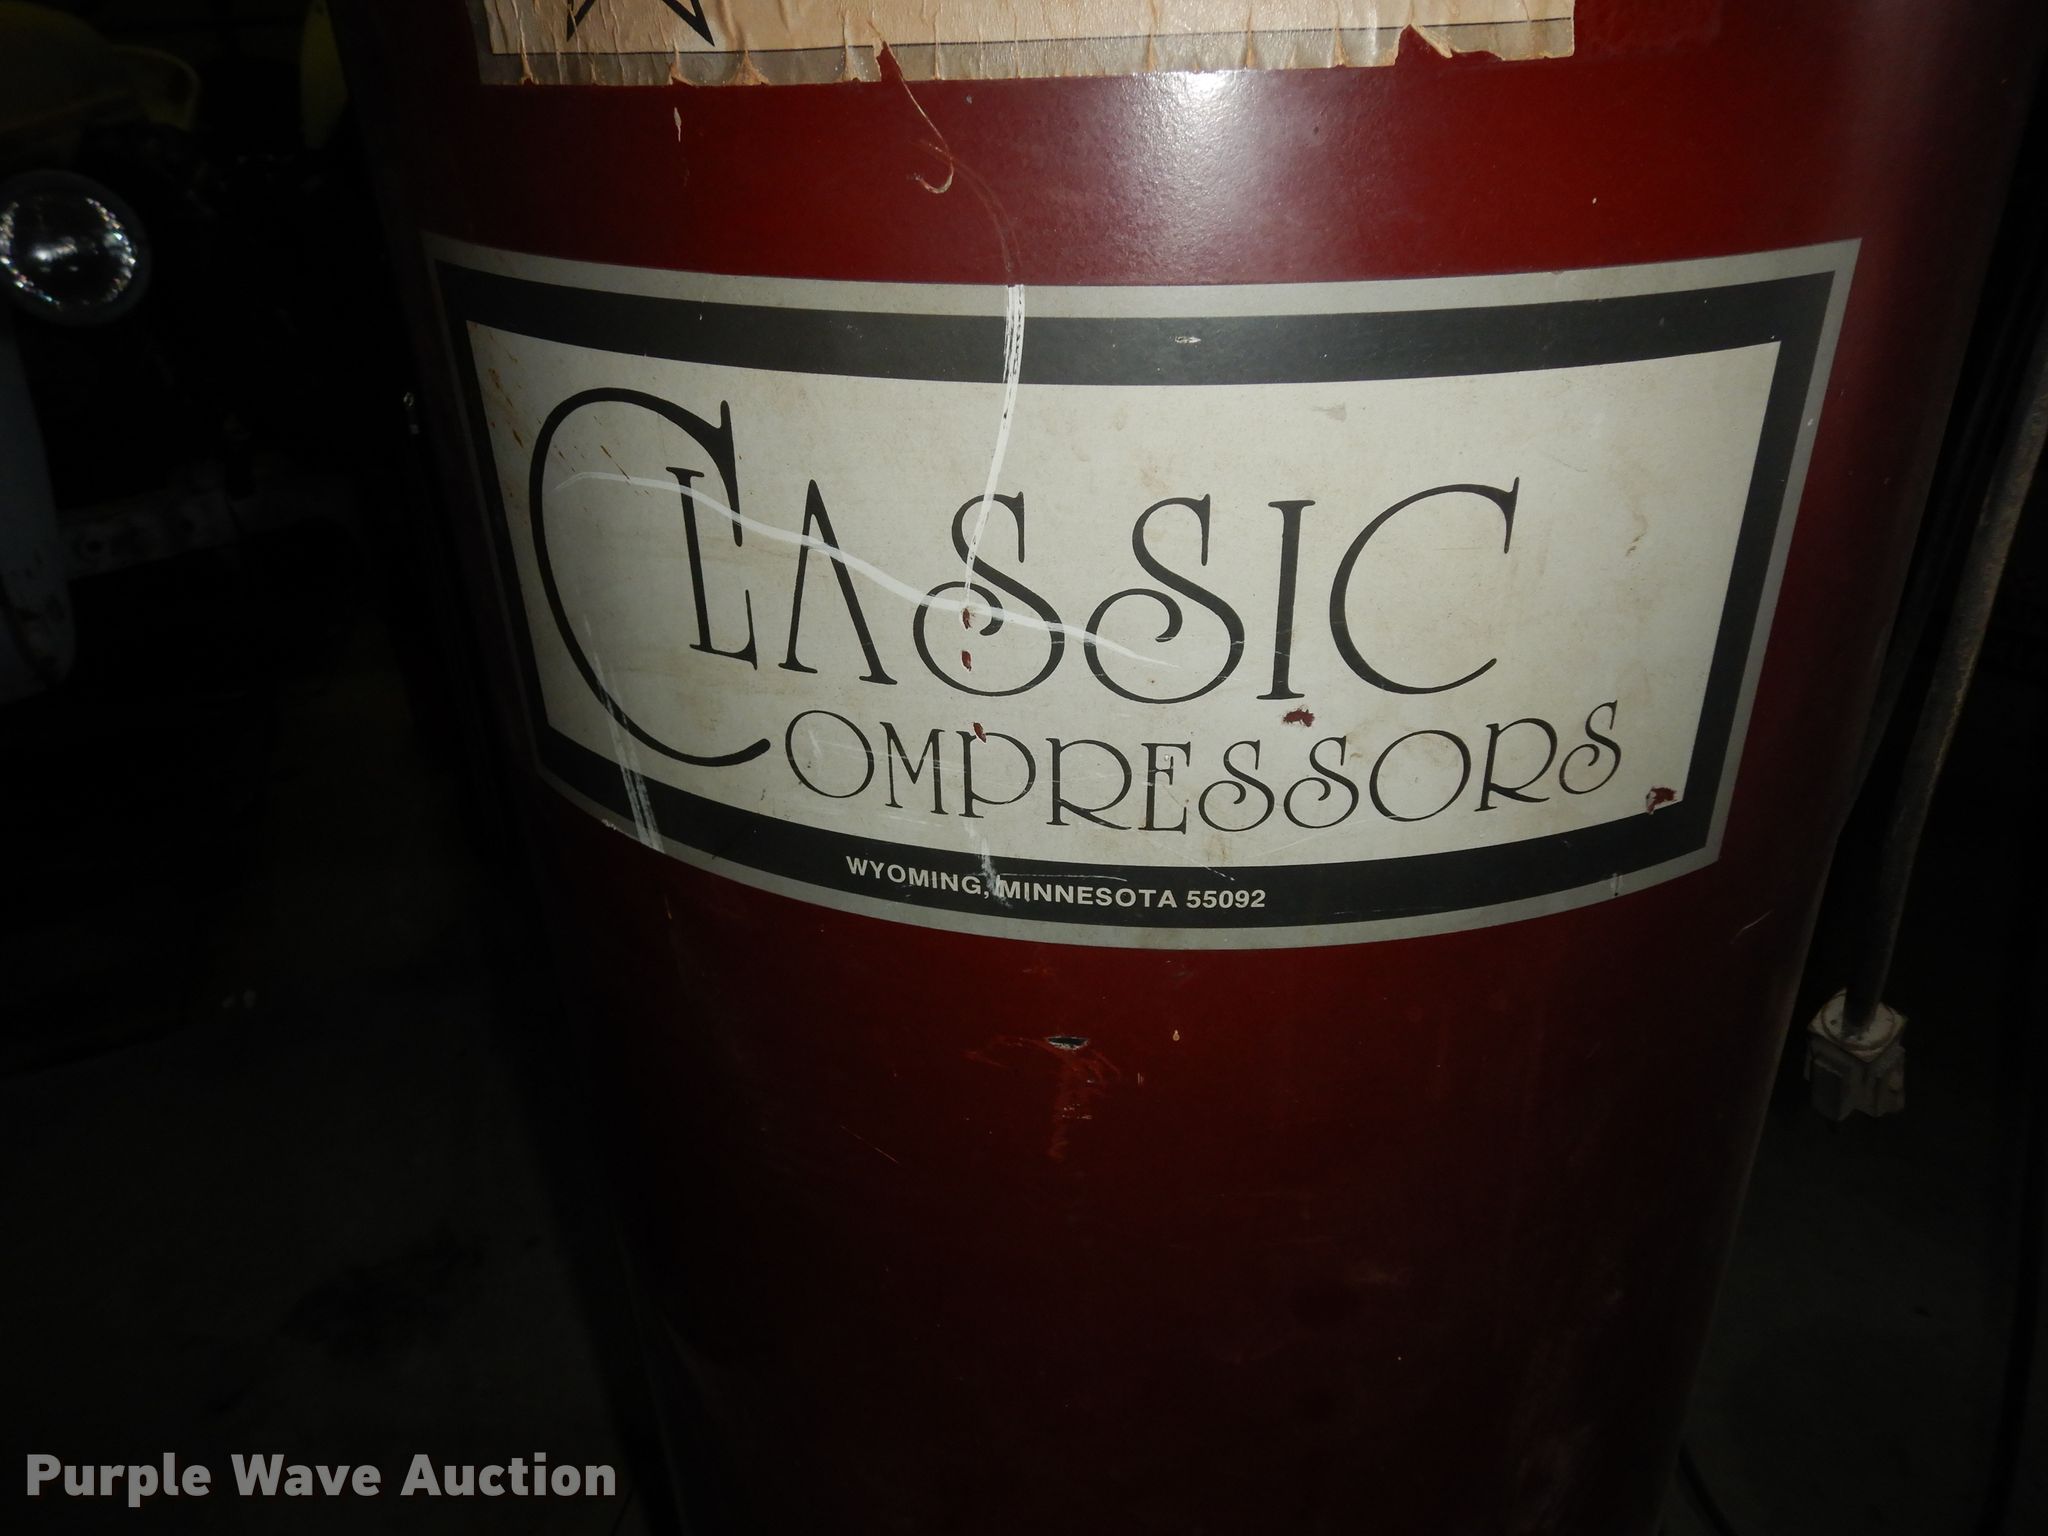 CLASSIC
COMPRESSORS
WYOMING, MINNESOTA 55092
Purple Wave Auction